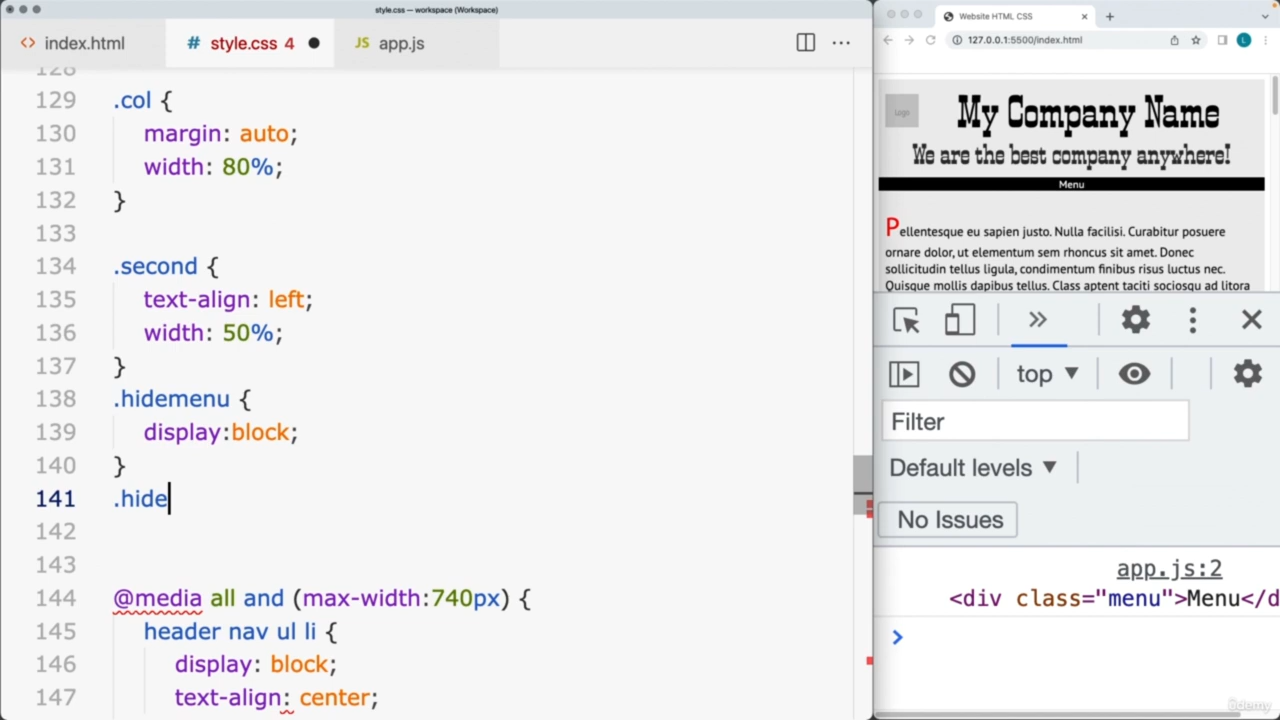 style.css — workspace (Workspace)
<> index.html
# style.css 4
JS app.js
128
129 .col {
130 margin: auto;
131 width: 80%;
132 }
133
134 .second {
135 text-align: left;
136 width: 50%;
137 }
138 .hidemenu {
139 display:block;
140 }
141 .hide
142
143
144 @media all and (max-width:740px) {
145 header nav ul li {
146 display: block;
147 text-align: center;
Website HTML CSS
127.0.0.1:5500/index.html
L
logo
My Company Name
We are the best company anywhere!
Menu
Pellentesque eu sapien justo. Nulla facilisi. Curabitur posuere
ornare dolor, ut elementum sem rhoncus sit amet. Donec
sollicitudin tellus ligula, condimentum finibus risus luctus nec.
Quisque mollis dapibus tellus. Class aptent taciti sociosqu ad litora
top ▼
Filter
Default levels ▼
No Issues
app.js:2
<div class="menu">Menu</d
ûdemy